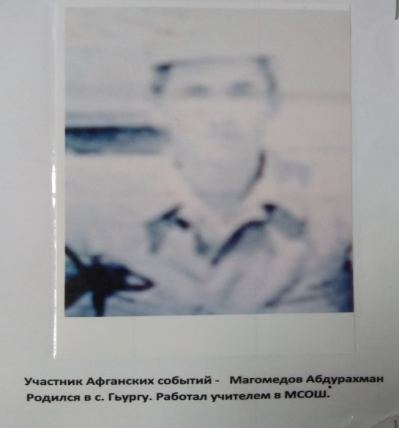 Участник Афганских событий - Магомедов Абдурахман
Родился в с. Гьургу. Работал учителем в МСОШ.